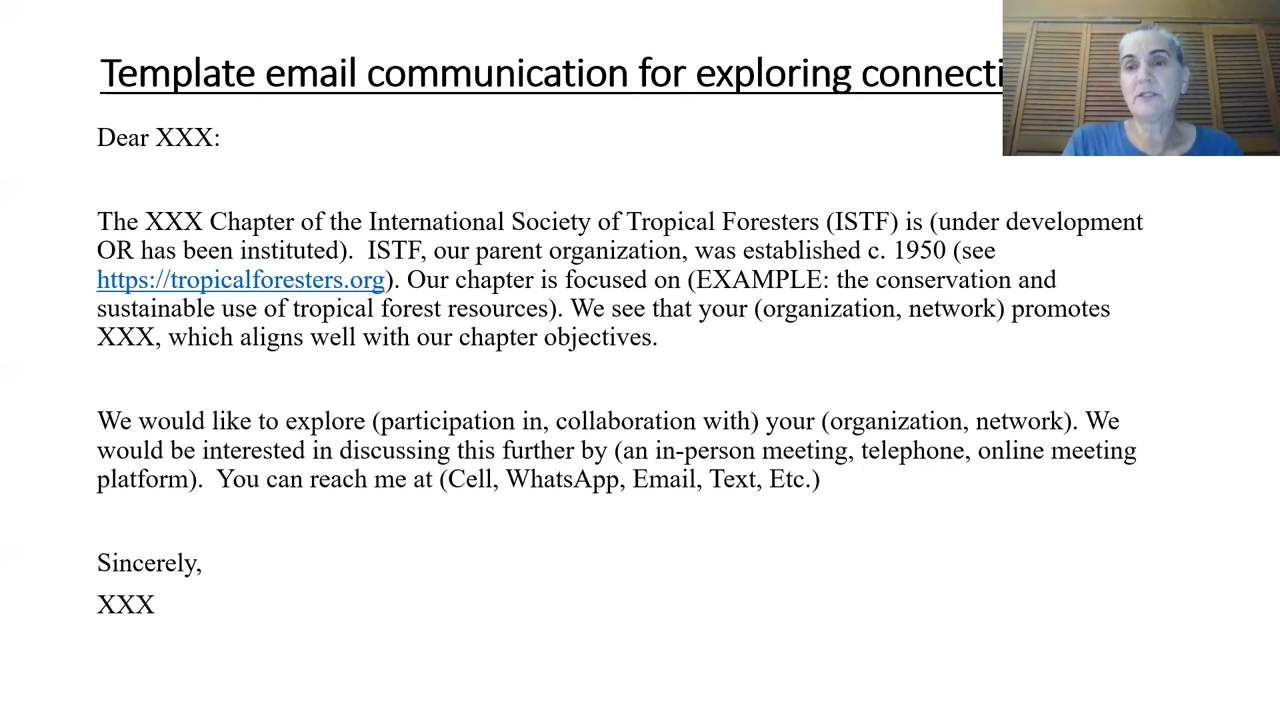 Template email communication for exploring connecti
Dear XXX:
The XXX Chapter of the International Society of Tropical Foresters (ISTF) is (under development
OR has been instituted).  ISTF, our parent organization, was established c. 1950 (see
https://tropicalforesters.org). Our chapter is focused on (EXAMPLE: the conservation and
sustainable use of tropical forest resources). We see that your (organization, network) promotes
XXX, which aligns well with our chapter objectives.
We would like to explore (participation in, collaboration with) your (organization, network). We
would be interested in discussing this further by (an in-person meeting, telephone, online meeting
platform).  You can reach me at (Cell, WhatsApp, Email, Text, Etc.)
Sincerely,
XXX